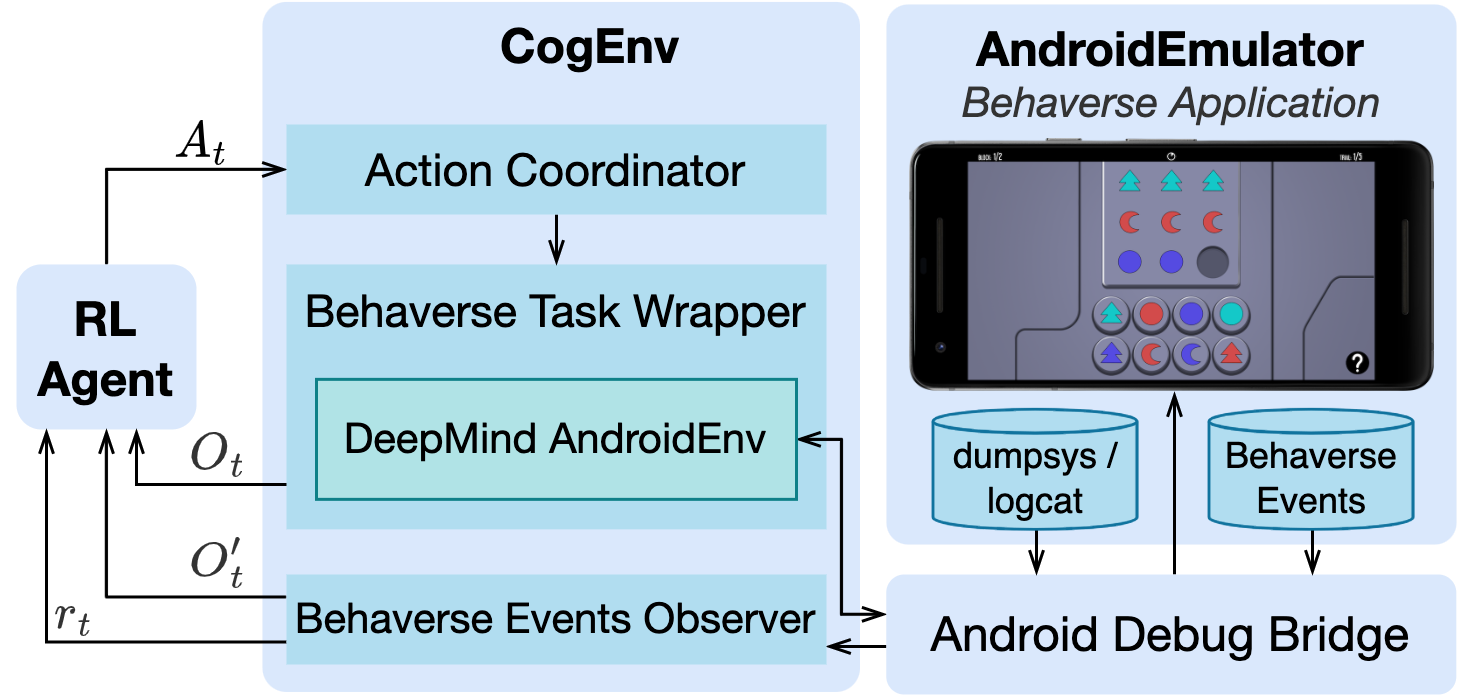 CogEnv
AndroidEmulator
Behaverse Application
A_t
Action Coordinator
BLOCK: 1/2
TRIAL: 1/5
RL
Agent
Behaverse Task Wrapper
DeepMind AndroidEnv
?
O_t
dumpsys /
logcat
Behaverse
Events
O'_t
r_t
Behaverse Events Observer
Android Debug Bridge